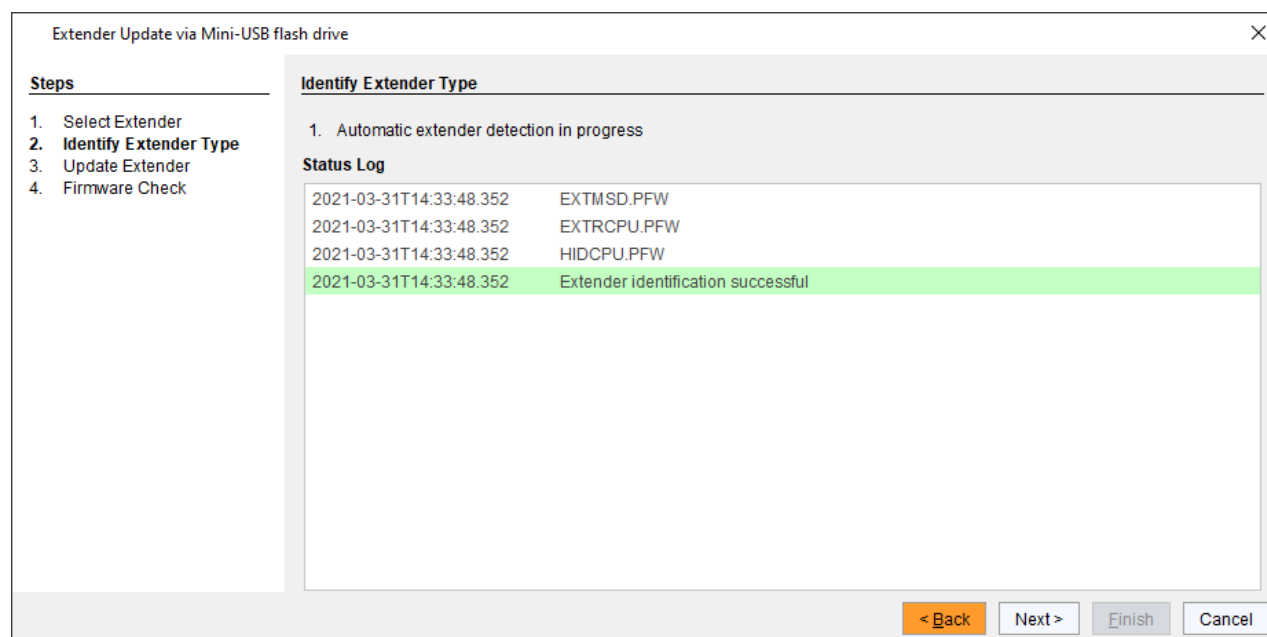 Extender Update via Mini-USB flash drive
Steps
1. Select Extender
2. Identify Extender Type
3. Update Extender
4. Firmware Check
Identify Extender Type
1. Automatic extender detection in progress
Status Log
2021-03-31T14:33:48.352 EXTMSD.PFW
2021-03-31T14:33:48.352 EXTRCPU.PFW
2021-03-31T14:33:48.352 HIDCPU.PFW
2021-03-31T14:33:48.352 Extender identification successful
< Back Next > Finish Cancel